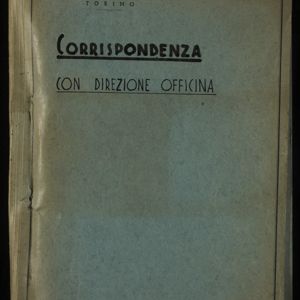 TORINO
CORRISPONDENZA
CON DIREZIONE OFFICINA